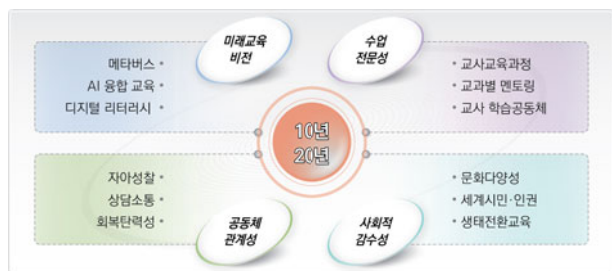 미래교육
비전
수업
전문성
메타버스 •
AI 융합 교육 •
디지털 리터러시 •
• 교사교육과정
• 교과별 멘토링
• 교사 학습공동체
10년
20년
자아성찰 •
상담소통 •
회복탄력성 •
• 문화다양성
• 세계시민·인권
• 생태전환교육
공동체
관계성
사회적
감수성